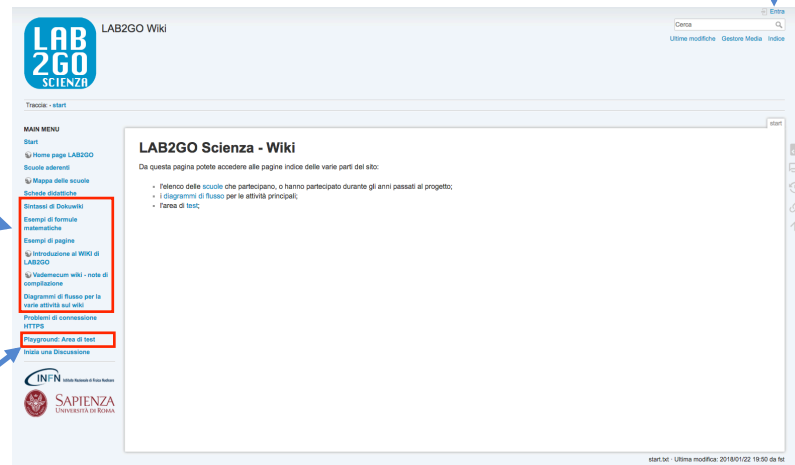 Entra
LAB
2GO
SCIENZA
LAB2GO Wiki
Cerca
Ultime modifiche Gestore Media Indice
Traccia: • start
start
MAIN MENU
Start
Home page LAB2GO
Scuole aderenti
Mappa delle scuole
Schede didattiche
Sintassi di Dokuwiki
Esempi di formule
matematiche
Esempi di pagine
Introduzione al WIKI di
LAB2GO
Vademecum wiki - note di
compilazione
Diagrammi di flusso per la
varie attività sul wiki
Problemi di connessione
HTTPS
Playground: Area di test
Inizia una Discussione
LAB2GO Scienza - Wiki
Da questa pagina potete accedere alle pagine indice delle varie parti del sito:
l'elenco delle scuole che partecipano, o hanno partecipato durante gli anni passati al progetto;
i diagrammi di flusso per le attività principali;
l'area di test;
INFN Istituto Nazionale di Fisica Nucleare
SAPIENZA
UNIVERSITÀ DI ROMA
start.txt · Ultima modifica: 2018/01/22 19:50 da fst